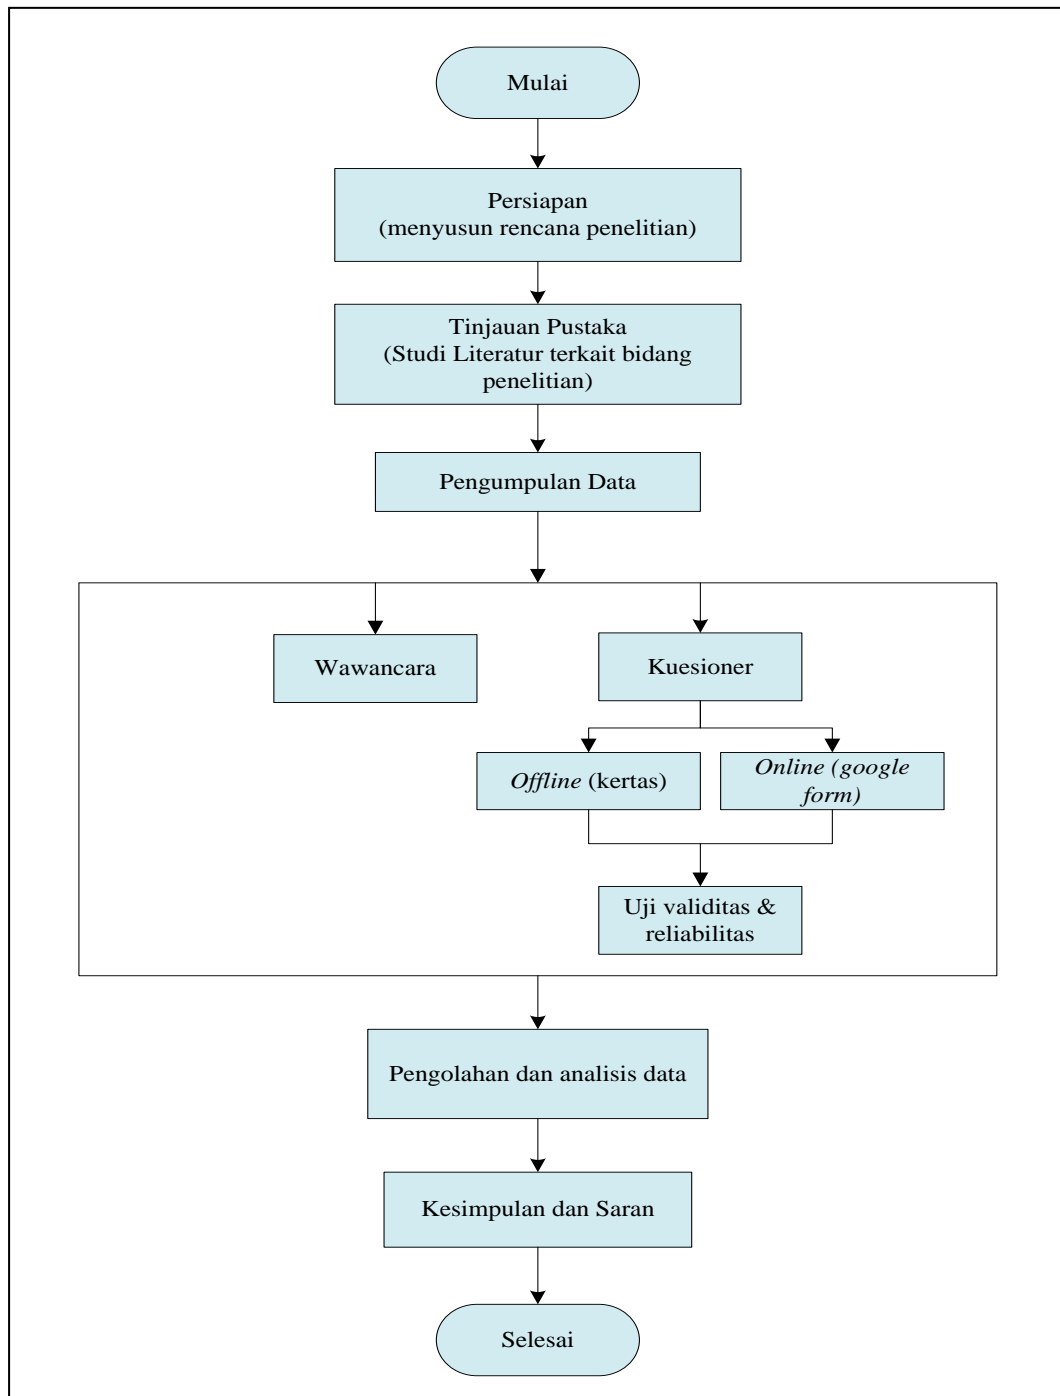 Mulai
Persiapan
(menyusun rencana penelitian)
Tinjauan Pustaka
(Studi Literatur terkait bidang
penelitian)
Pengumpulan Data
Wawancara
Kuesioner
Offline (kertas)
Online (google
form)
Uji validitas &
reliabilitas
Pengolahan dan analisis data
Kesimpulan dan Saran
Selesai